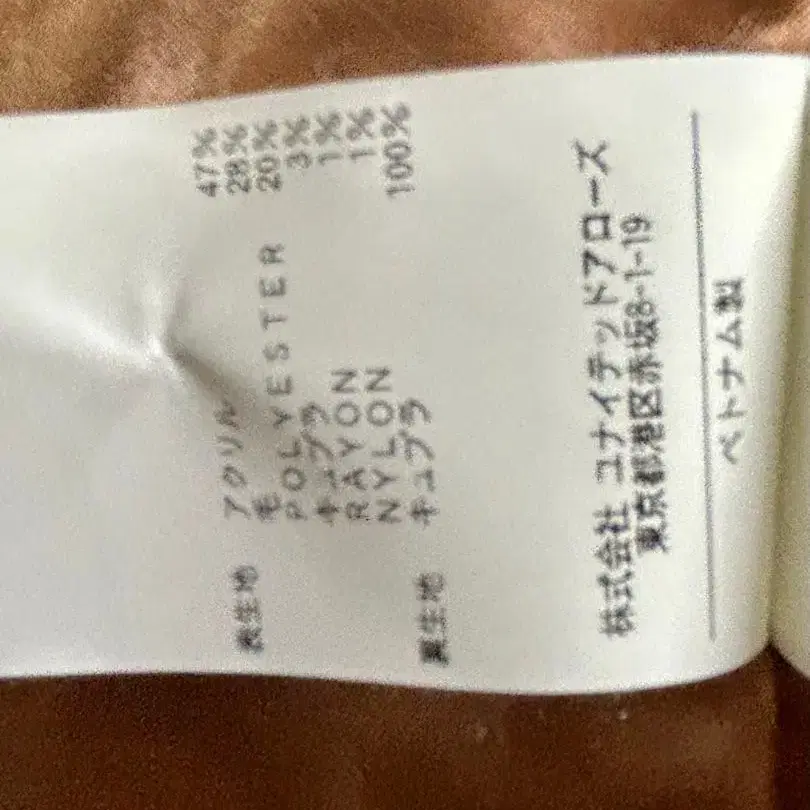 表生地 アクリル 47%
毛 28%
POLYESTER 20%
キュプラ 3%
RAYON 1%
NYLON 1%
裏生地 キュプラ 100%
株式会社 ユナイテッドアローズ
東京都港区赤坂8-1-19
ベトナム製